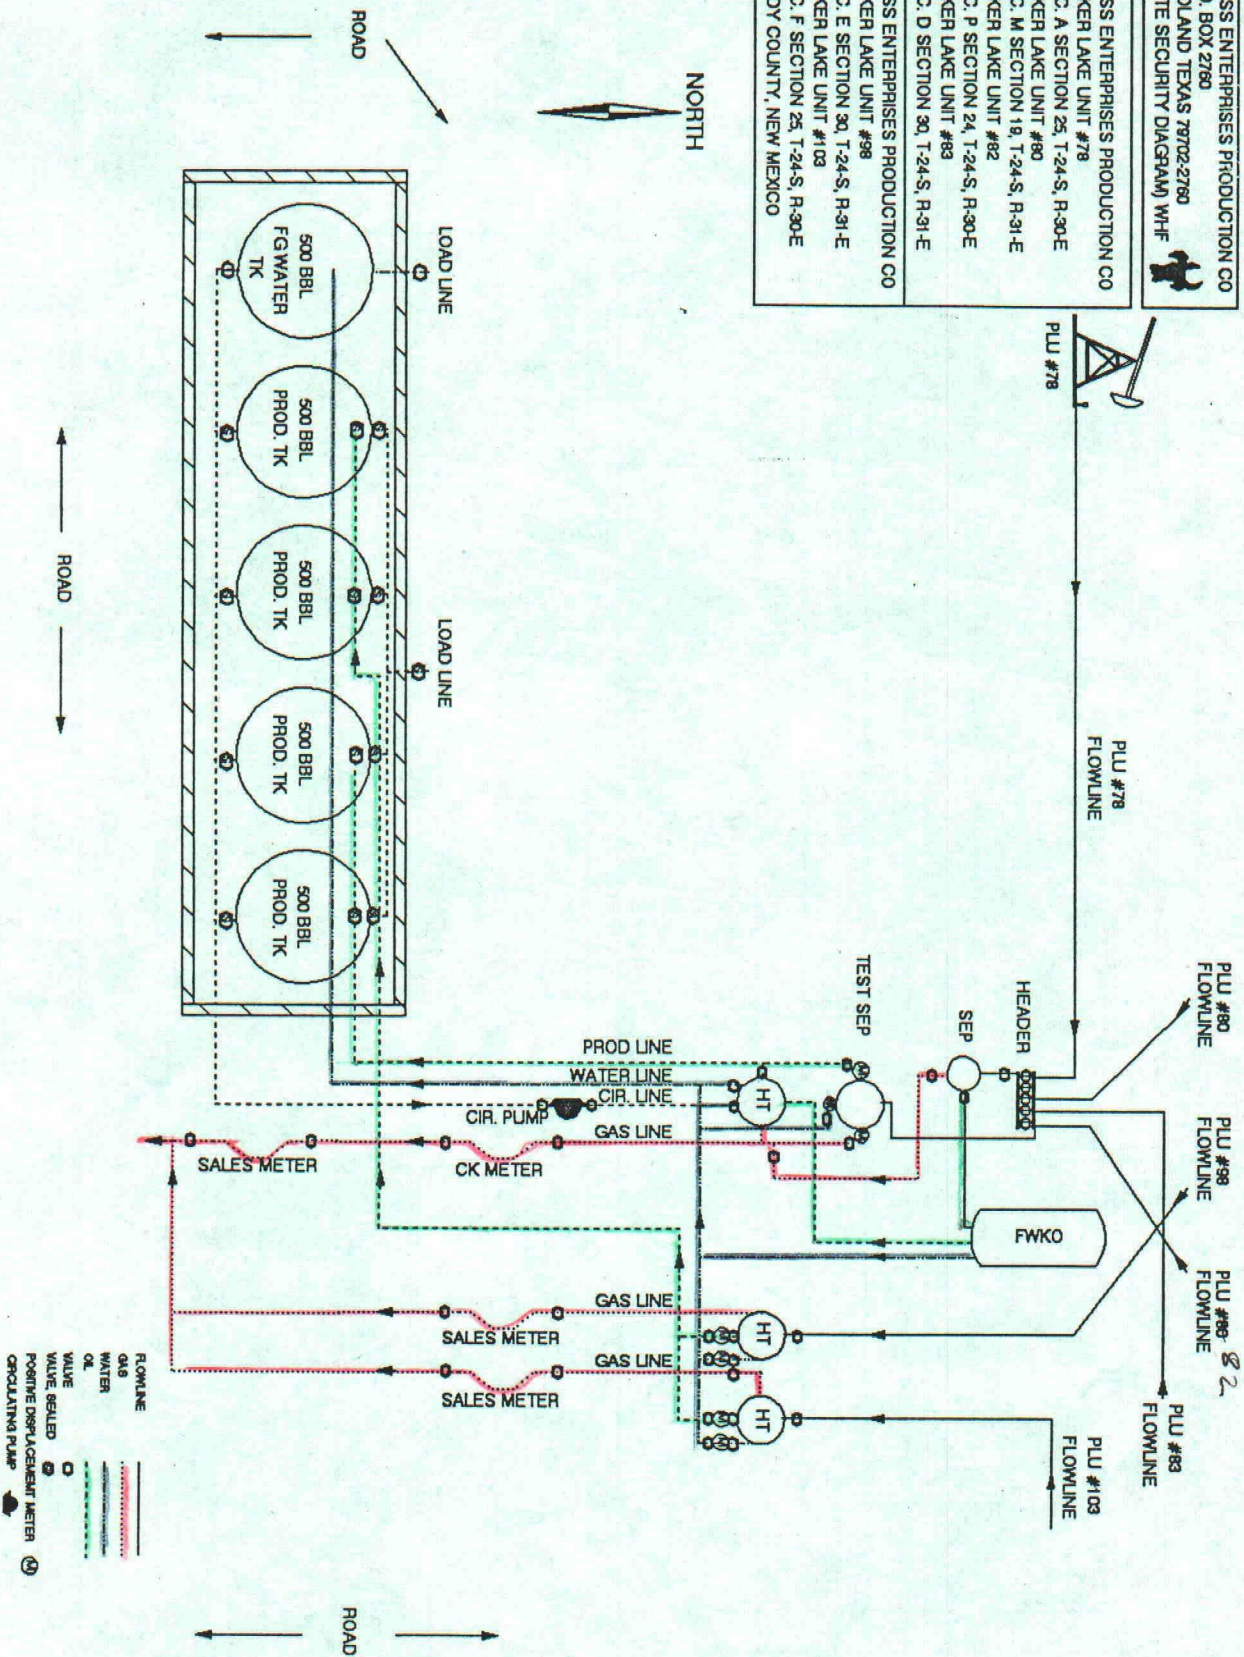 SS ENTERPRISES PRODUCTION CO
BOX 2760
LAND TEXAS 79702-2760
TE SECURITY DIAGRAM) WHF
SS ENTERPRISES PRODUCTION CO
KER LAKE UNIT #78
C. A SECTION 25, T-24-S, R-30-E
KER LAKE UNIT #80
C. M SECTION 19, T-24-S, R-31-E
KER LAKE UNIT #82
C. P SECTION 24, T-24-S, R-30-E
KER LAKE UNIT #83
C. D SECTION 30, T-24-S, R-31-E
SS ENTERPRISES PRODUCTION CO
KER LAKE UNIT #98
C. E SECTION 30, T-24-S, R-31-E
KER LAKE UNIT #103
C. F SECTION 25, T-24-S, R-30-E
DY COUNTY, NEW MEXICO
NORTH
ROAD
PLU #78
PLU #78
FLOWLINE
PLU #80
FLOWLINE
PLU #98
FLOWLINE
82
FLOWLINE
PLU #83
FLOWLINE
PLU #103
FLOWLINE
HEADER
SEP
TEST SEP
FWKO
HT
HT
HT
PROD LINE
WATER LINE
CIR. LINE
CIR. PUMP
GAS LINE
CK METER
SALES METER
GAS LINE
SALES METER
GAS LINE
SALES METER
LOAD LINE
LOAD LINE
500 BBL
FGWATER
TK
500 BBL
PROD. TK
500 BBL
PROD. TK
500 BBL
PROD. TK
500 BBL
PROD. TK
ROAD
ROAD
FLOWLINE
GAS
WATER
OIL
VALVE
VALVE, SEALED
POSITIVE DISPLACEMENT METER M
CIRCULATING PUMP